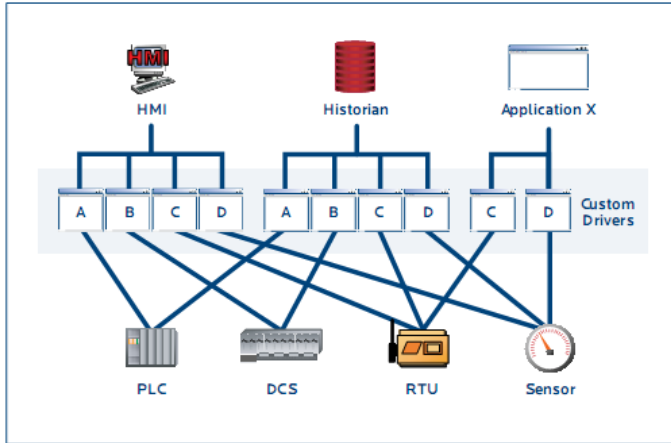 HMI
HMI Historian Application X
A B C D A B C D C D Custom
Drivers
PLC DCS RTU Sensor